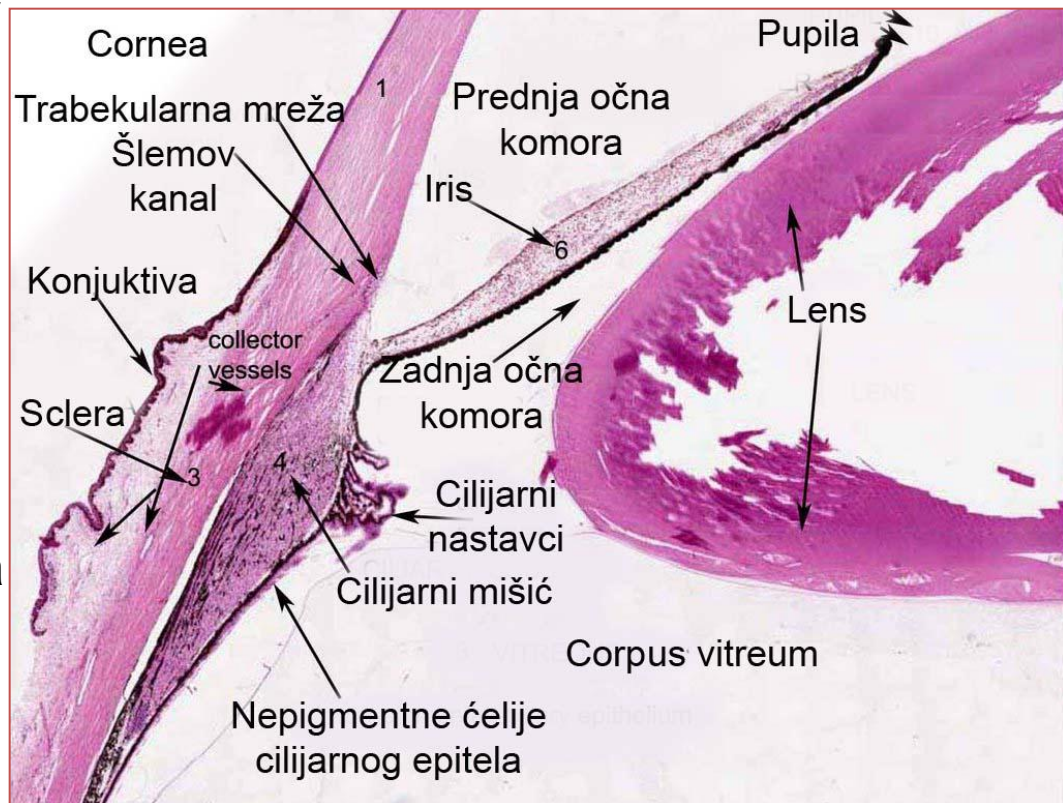 Cornea
Pupila
1
Trabekularna mreža
Prednja očna
komora
Šlemov
kanal
Iris
6
Konjuktiva
Lens
collector
vessels
Zadnja očna
komora
Sclera
3
4
Cilijarni
nastavci
Cilijarni mišić
Corpus vitreum
Nepigmentne ćelije
cilijarnog epitela
LENS